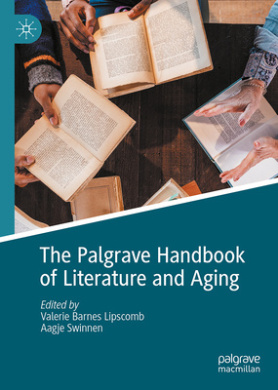 The Palgrave Handbook
of Literature and Aging
Edited by
Valerie Barnes Lipscomb
Aagje Swinnen
palgrave
macmillan